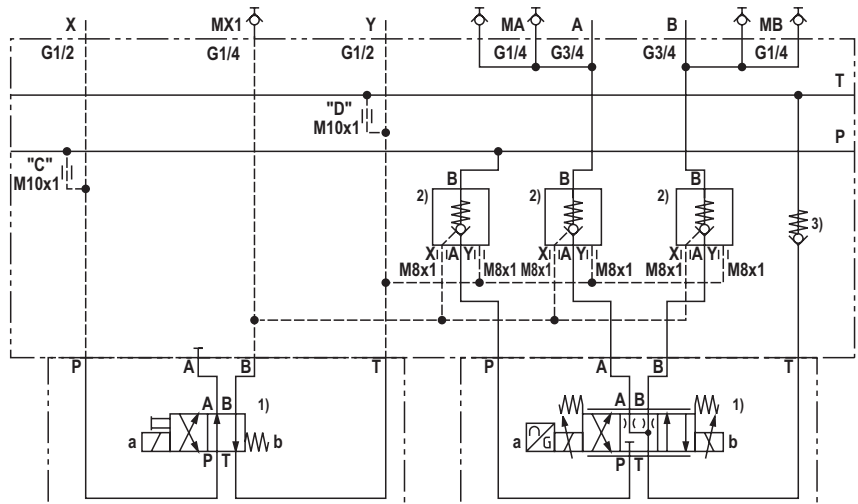 X MX1 Y MA A B MB
G1/2 G1/4 G1/2 G1/4 G3/4 G3/4 G1/4
T
"D"
M10x1
P
"C"
M10x1
B B B
2) 2) 2) 3)
X A Y X A Y X A Y
M8x1 M8x1 M8x1 M8x1 M8x1 M8x1
P A B T P A B T
A B 1) A B 1)
a b a G b
P T P T